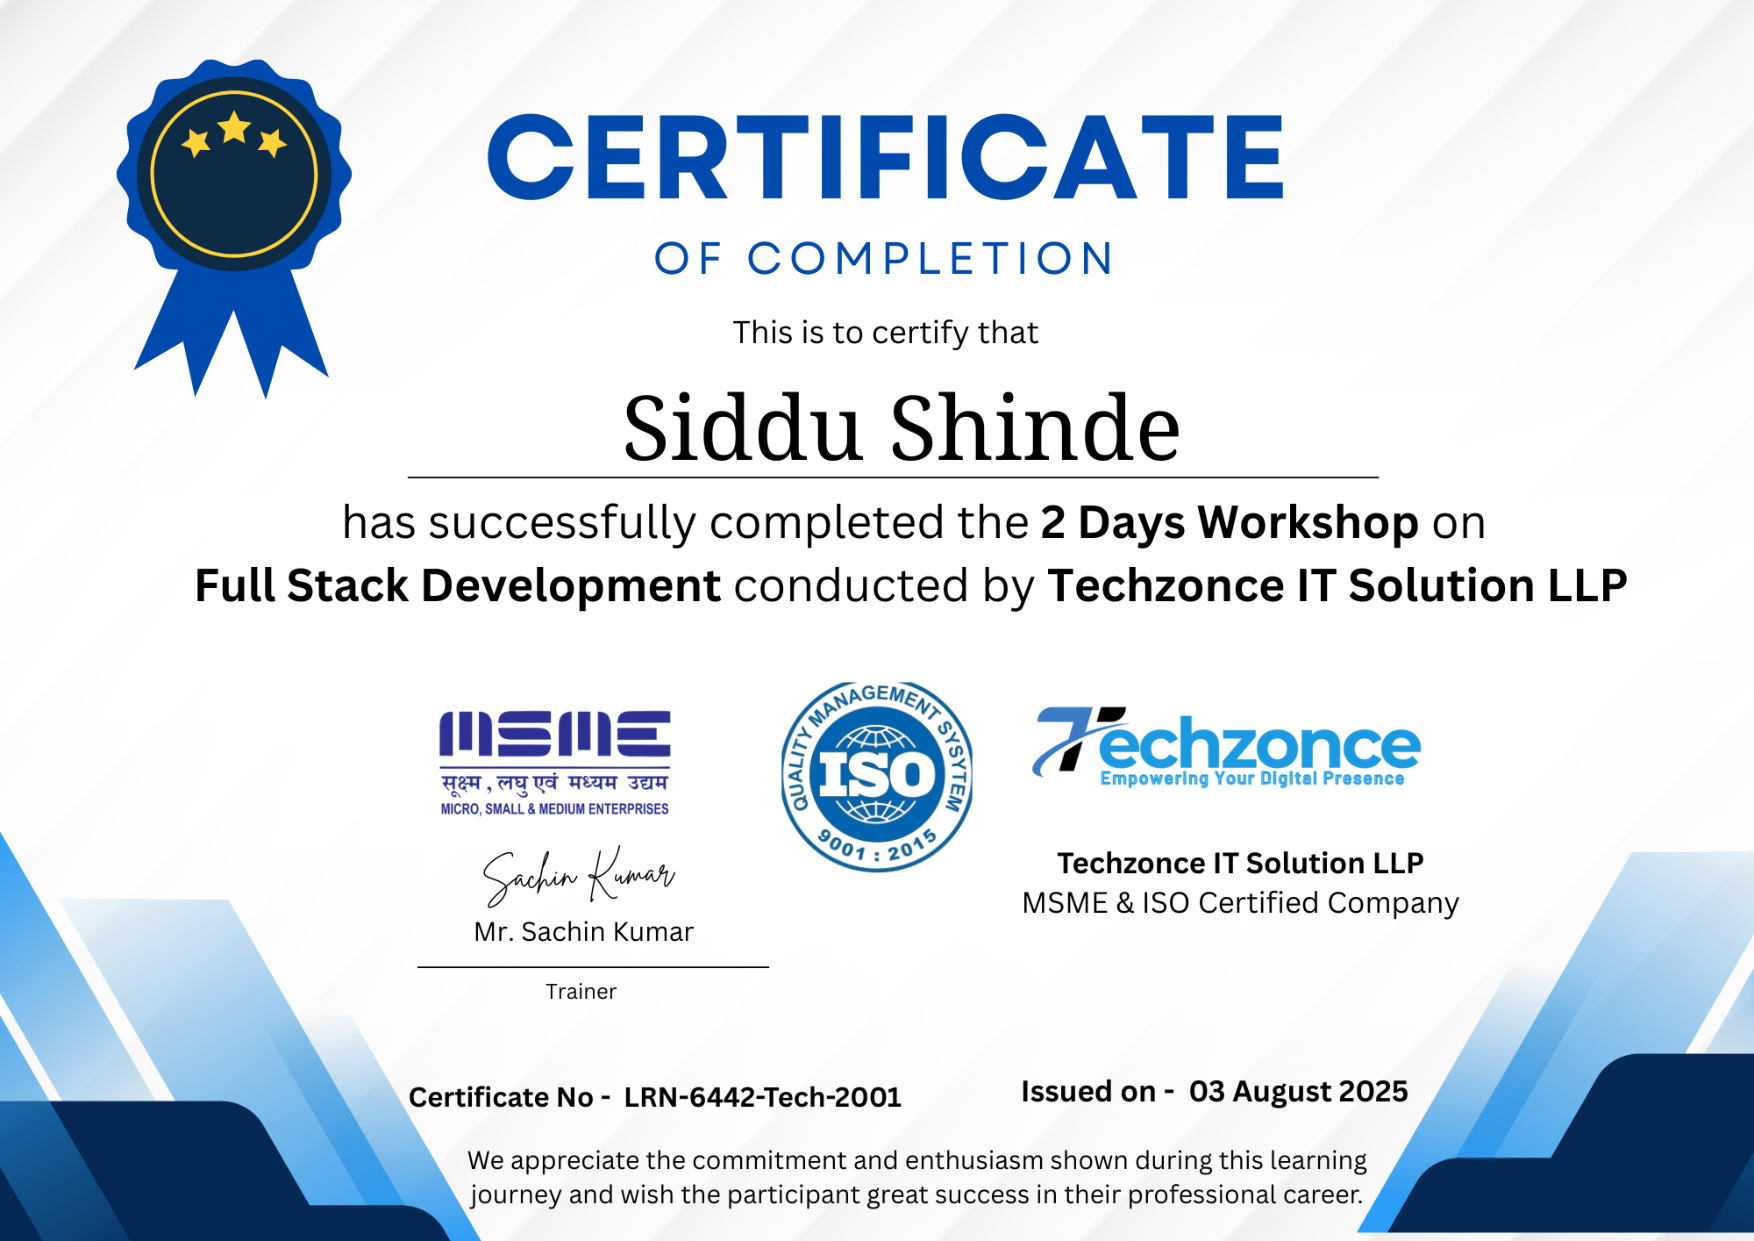 CERTIFICATE
OF COMPLETION
This is to certify that
Siddu Shinde
has successfully completed the 2 Days Workshop on
Full Stack Development conducted by Techzonce IT Solution LLP
MSME
सूक्ष्म , लघु एवं मध्यम उद्यम
MICRO, SMALL & MEDIUM ENTERPRISES
QUALITY MANAGEMENT SYSYTEM
ISO
9001 : 2015
Techzonce
Empowering Your Digital Presence
Sachin Kumar
Mr. Sachin Kumar
Trainer
Techzonce IT Solution LLP
MSME & ISO Certified Company
Certificate No - LRN-6442-Tech-2001
Issued on - 03 August 2025
We appreciate the commitment and enthusiasm shown during this learning
journey and wish the participant great success in their professional career.